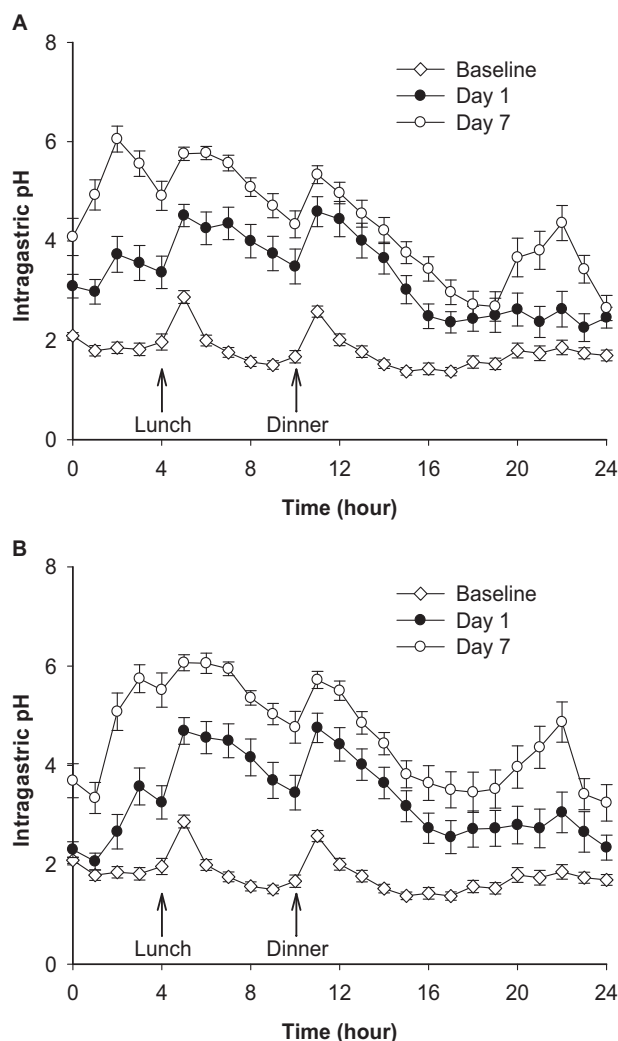 A
8
6
4
2
0
Intragastric pH
Baseline
Day 1
Day 7
Lunch
Dinner
0 4 8 12 16 20 24
Time (hour)
B
8
6
4
2
0
Intragastric pH
Baseline
Day 1
Day 7
Lunch
Dinner
0 4 8 12 16 20 24
Time (hour)